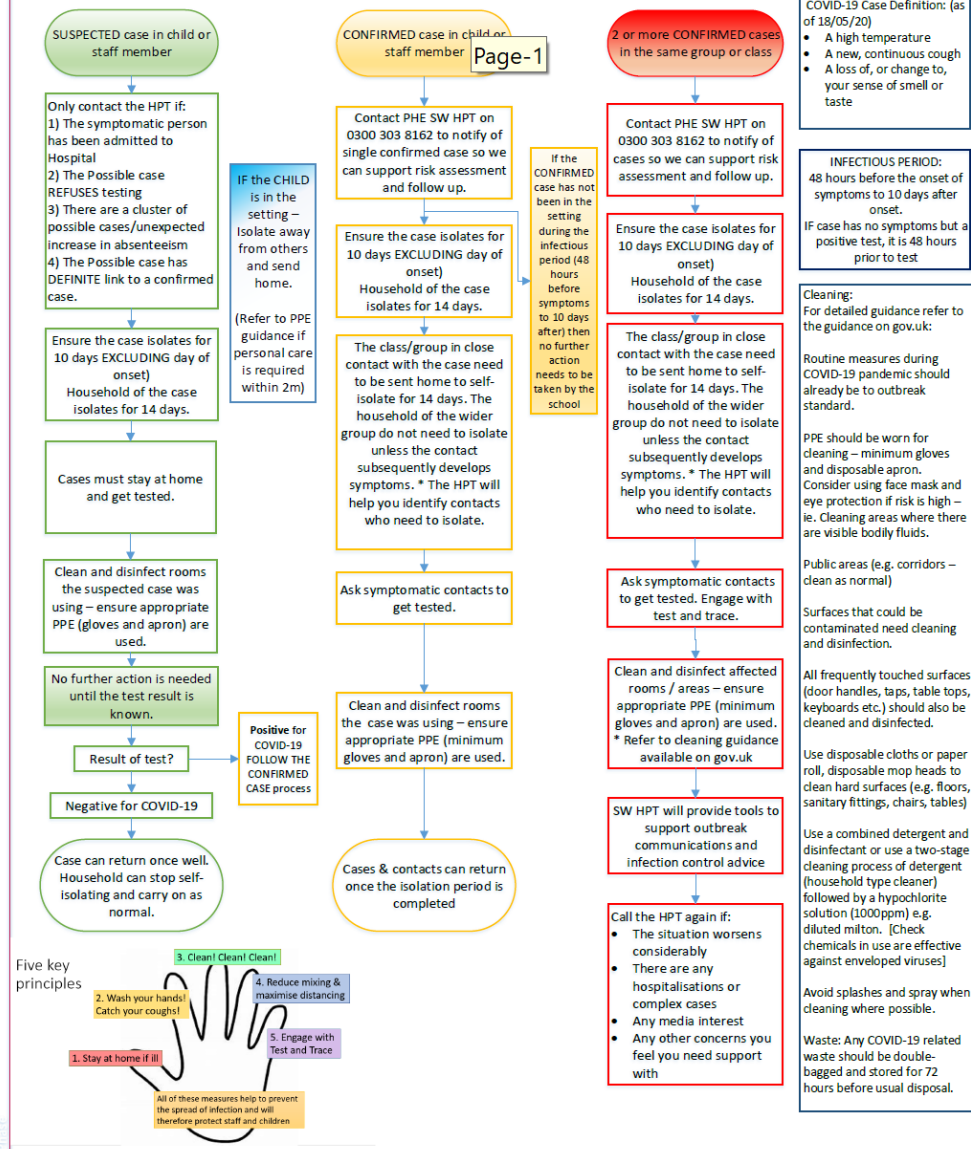 SUSPECTED case in child or
staff member
Only contact the HPT if:
1) The symptomatic person
has been admitted to
Hospital
2) The Possible case
REFUSES testing
3) There are a cluster of
possible cases/unexpected
increase in absenteeism
4) The Possible case has
DEFINITE link to a confirmed
case.
Ensure the case isolates for
10 days EXCLUDING day of
onset)
Household of the case
isolates for 14 days.
Cases must stay at home
and get tested.
Clean and disinfect rooms
the suspected case was
using – ensure appropriate
PPE (gloves and apron) are
used.
No further action is needed
until the test result is
known.
Result of test?
Negative for COVID-19
Case can return once well.
Household can stop self-
isolating and carry on as
normal.
IF the CHILD
is in the
setting –
Isolate away
from others
and send
home.
(Refer to PPE
guidance if
personal care
is required
within 2m)
Positive for
COVID-19
FOLLOW THE
CONFIRMED
CASE process
CONFIRMED case in child or
staff member
Page-1
Contact PHE SW HPT on
0300 303 8162 to notify of
single confirmed case so we
can support risk assessment
and follow up.
Ensure the case isolates for
10 days EXCLUDING day of
onset)
Household of the case
isolates for 14 days.
The class/group in close
contact with the case need
to be sent home to self-
isolate for 14 days. The
household of the wider
group do not need to isolate
unless the contact
subsequently develops
symptoms. * The HPT will
help you identify contacts
who need to isolate.
Ask symptomatic contacts to
get tested.
Clean and disinfect rooms
the case was using – ensure
appropriate PPE (minimum
gloves and apron) are used.
Cases & contacts can return
once the isolation period is
completed
If the
CONFIRMED
case has not
been in the
setting
during the
infectious
period (48
hours
before
symptoms
to 10 days
after) then
no further
action
needs to be
taken by the
school
2 or more CONFIRMED cases
in the same group or class
Contact PHE SW HPT on
0300 303 8162 to notify of
cases so we can support risk
assessment and follow up.
Ensure the case isolates for
10 days EXCLUDING day of
onset)
Household of the case
isolates for 14 days.
The class/group in close
contact with the case need
to be sent home to self-
isolate for 14 days. The
household of the wider
group do not need to isolate
unless the contact
subsequently develops
symptoms. * The HPT will
help you identify contacts
who need to isolate.
Ask symptomatic contacts
to get tested. Engage with
test and trace.
Clean and disinfect affected
rooms / areas – ensure
appropriate PPE (minimum
gloves and apron) are used.
* Refer to cleaning guidance
available on gov.uk
SW HPT will provide tools to
support outbreak
communications and
infection control advice
Call the HPT again if:
• The situation worsens
considerably
• There are any
hospitalisations or
complex cases
• Any media interest
• Any other concerns you
feel you need support
with
COVID-19 Case Definition: (as
of 18/05/20)
• A high temperature
• A new, continuous cough
• A loss of, or change to,
your sense of smell or
taste
INFECTIOUS PERIOD:
48 hours before the onset of
symptoms to 10 days after
onset.
IF case has no symptoms but a
positive test, it is 48 hours
prior to test
Cleaning:
For detailed guidance refer to
the guidance on gov.uk:
Routine measures during
COVID-19 pandemic should
already be to outbreak
standard.
PPE should be worn for
cleaning – minimum gloves
and disposable apron.
Consider using face mask and
eye protection if risk is high –
ie. Cleaning areas where there
are visible bodily fluids.
Public areas (e.g. corridors –
clean as normal)
Surfaces that could be
contaminated need cleaning
and disinfection.
All frequently touched surfaces
(door handles, taps, table tops,
keyboards etc.) should also be
cleaned and disinfected.
Use disposable cloths or paper
roll, disposable mop heads to
clean hard surfaces (e.g. floors,
sanitary fittings, chairs, tables)
Use a combined detergent and
disinfectant or use a two-stage
cleaning process of detergent
(household type cleaner)
followed by a hypochlorite
solution (1000ppm) e.g.
diluted milton. [Check
chemicals in use are effective
against enveloped viruses]
Avoid splashes and spray when
cleaning where possible.
Waste: Any COVID-19 related
waste should be double-
bagged and stored for 72
hours before usual disposal.
Five key
principles
1. Stay at home if ill
2. Wash your hands!
Catch your coughs!
3. Clean! Clean! Clean!
4. Reduce mixing &
maximise distancing
5. Engage with
Test and Trace
All of these measures help to prevent
the spread of infection and will
therefore protect staff and children